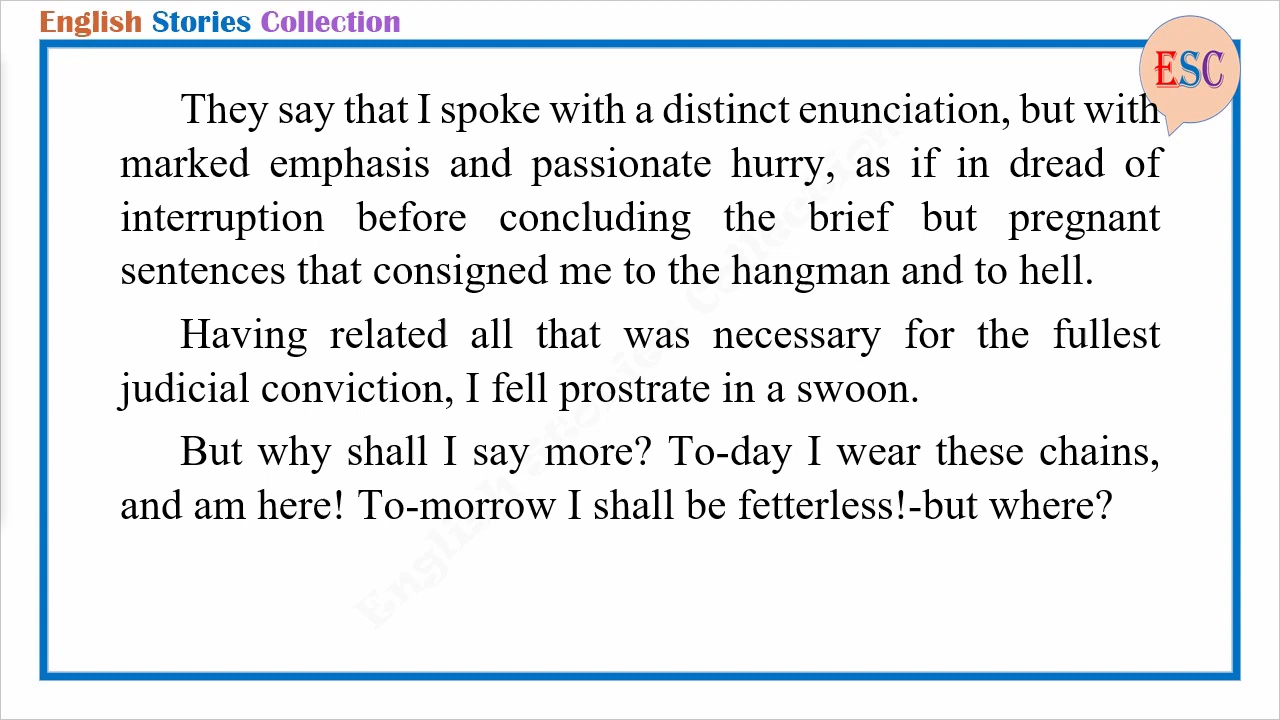 English Stories Collection
ESC
They say that I spoke with a distinct enunciation, but with
marked emphasis and passionate hurry, as if in dread of
interruption before concluding the brief but pregnant
sentences that consigned me to the hangman and to hell.
Having related all that was necessary for the fullest
judicial conviction, I fell prostrate in a swoon.
But why shall I say more? To-day I wear these chains,
and am here! To-morrow I shall be fetterless!-but where?
English Stories Collection